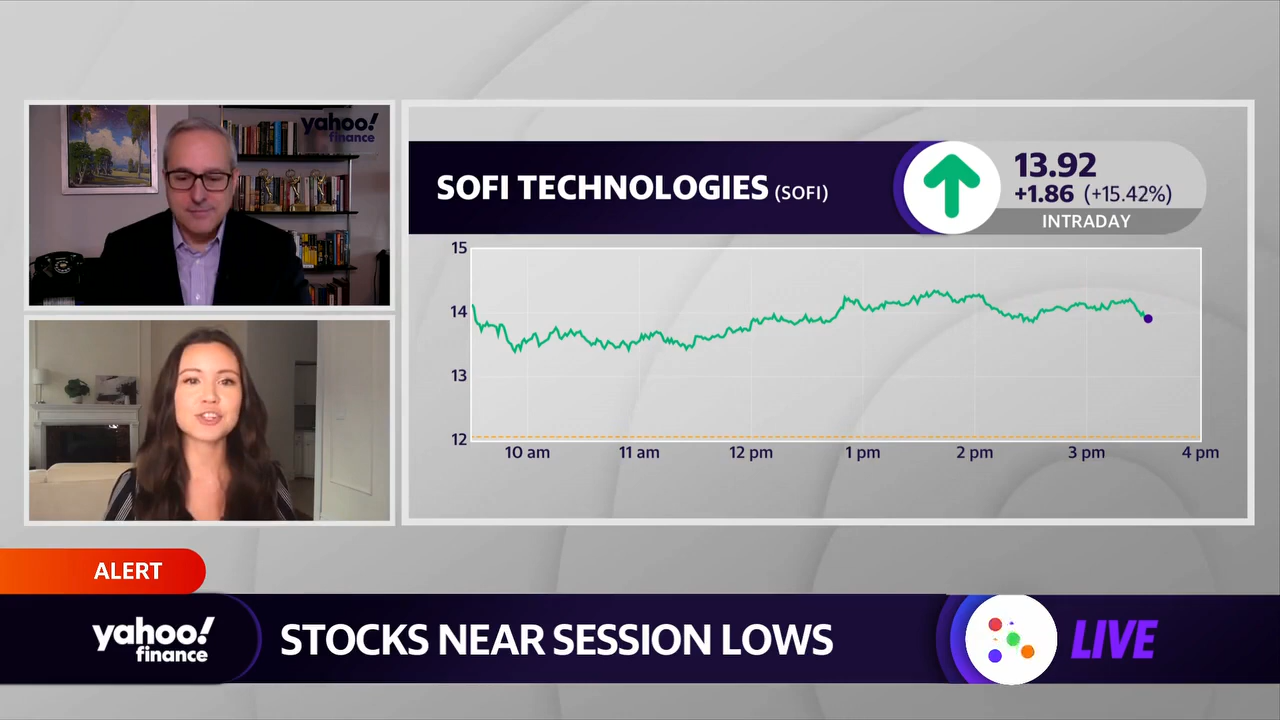 yahoo!
finance
SOFI TECHNOLOGIES (SOFI)
13.92
+1.86 (+15.42%)
INTRADAY
15
14
13
12
10 am 11 am 12 pm 1 pm 2 pm 3 pm 4 pm
ALERT
yahoo!
finance
STOCKS NEAR SESSION LOWS
LIVE